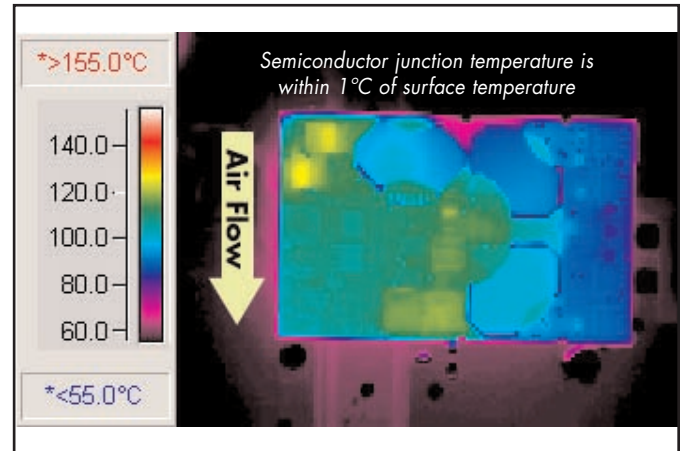 *>155.0°C
140.0
120.0
100.0
80.0
60.0
*<55.0°C
Semiconductor junction temperature is
within 1°C of surface temperature
Air Flow